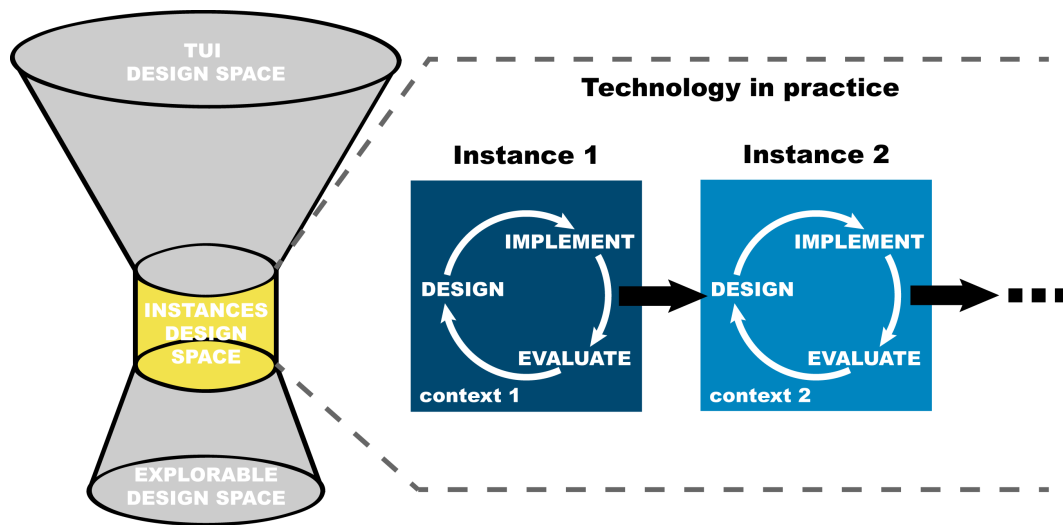 TUI
DESIGN SPACE
INSTANCES
DESIGN
SPACE
EXPLORABLE
DESIGN SPACE
Technology in practice
Instance 1
IMPLEMENT
DESIGN
EVALUATE
context 1
Instance 2
IMPLEMENT
DESIGN
EVALUATE
context 2